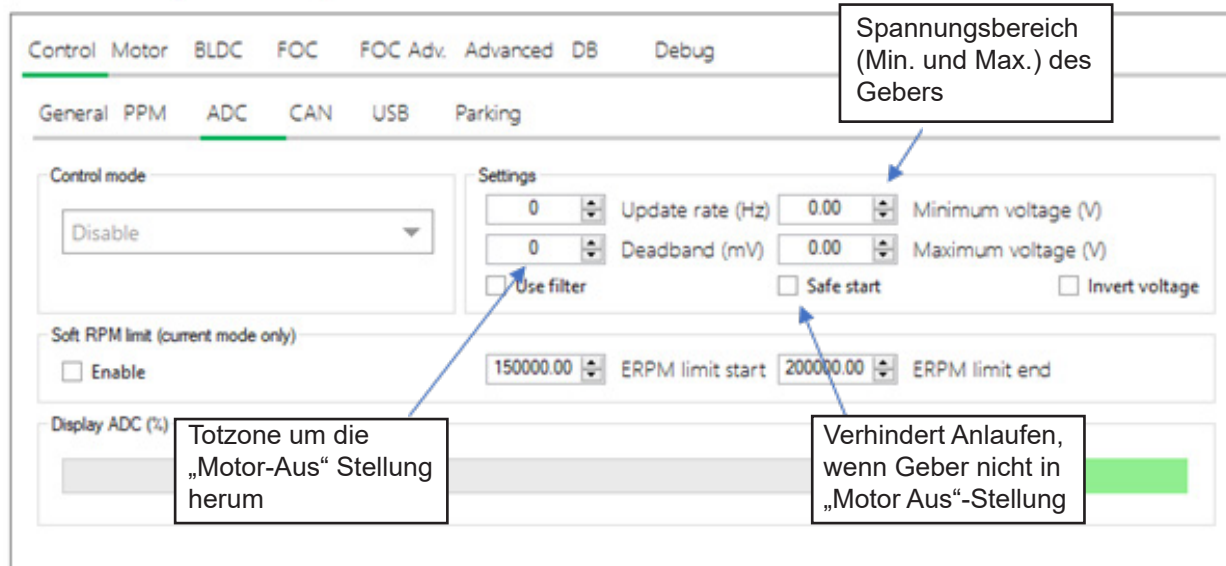 Control Motor BLDC FOC FOC Adv. Advanced DB Debug
Spannungsbereich
(Min. und Max.) des
Gebers
General PPM ADC CAN USB Parking
Control mode
Disable
Settings
0 Update rate (Hz) 0.00 Minimum voltage (V)
0 Deadband (mV) 0.00 Maximum voltage (V)
Use filter Safe start Invert voltage
Soft RPM limit (current mode only)
Enable 150000.00 ERPM limit start 200000.00 ERPM limit end
Display ADC (%)
Totzone um die
„Motor-Aus“ Stellung
herum
Verhindert Anlaufen,
wenn Geber nicht in
„Motor Aus“-Stellung